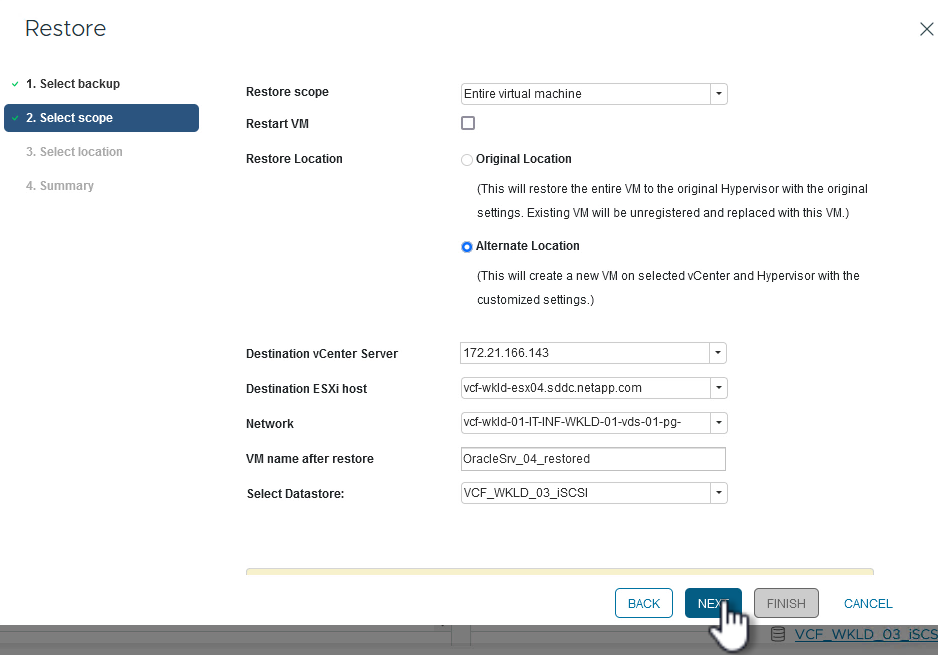 Restore
1. Select backup
2. Select scope
3. Select location
4. Summary
Restore scope
Entire virtual machine
Restart VM
Restore Location
Original Location
(This will restore the entire VM to the original Hypervisor with the original
settings. Existing VM will be unregistered and replaced with this VM.)
Alternate Location
(This will create a new VM on selected vCenter and Hypervisor with the
customized settings.)
Destination vCenter Server
172.21.166.143
Destination ESXi host
vcf-wkld-esx04.sddc.netapp.com
Network
vcf-wkld-01-IT-INF-WKLD-01-vds-01-pg-
VM name after restore
OracleSrv_04_restored
Select Datastore:
VCF_WKLD_03_iSCSI
BACK
NEXT
FINISH
CANCEL
VCF_WKLD_03_iSCS